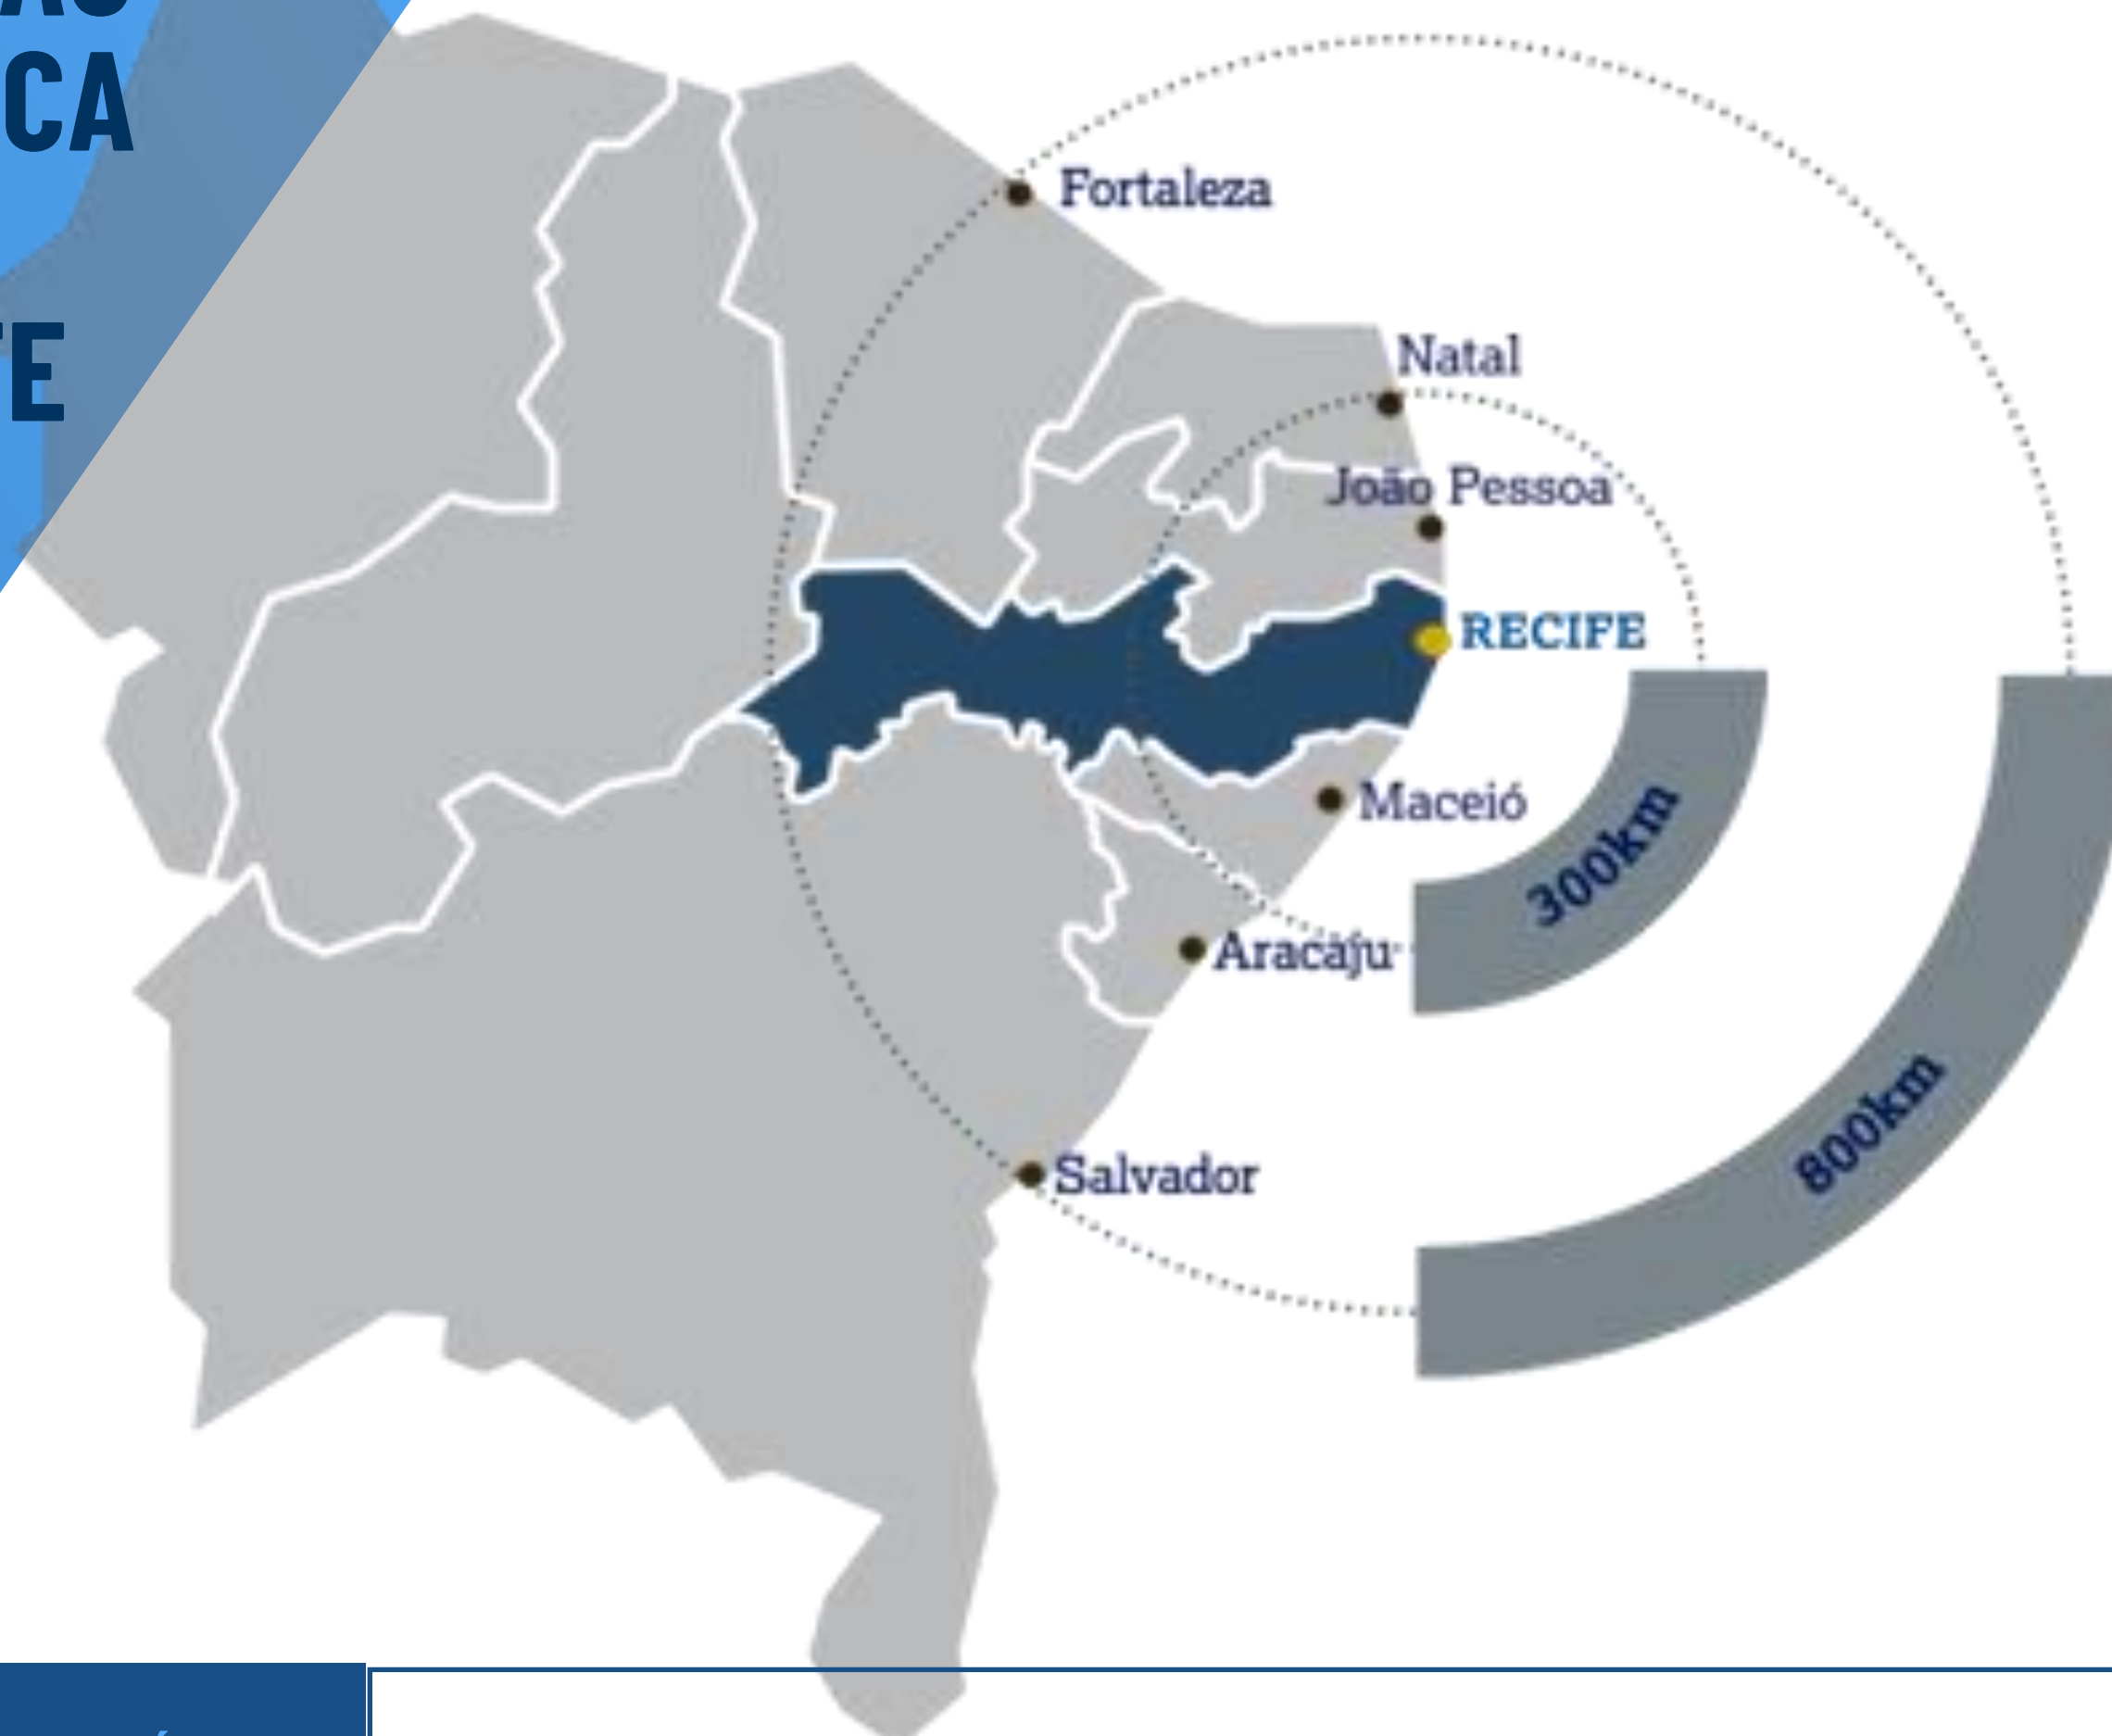 CA
Fortaleza
Natal
João Pessoa
RECIFE
Maceió
300km
Aracaju
800km
Salvador